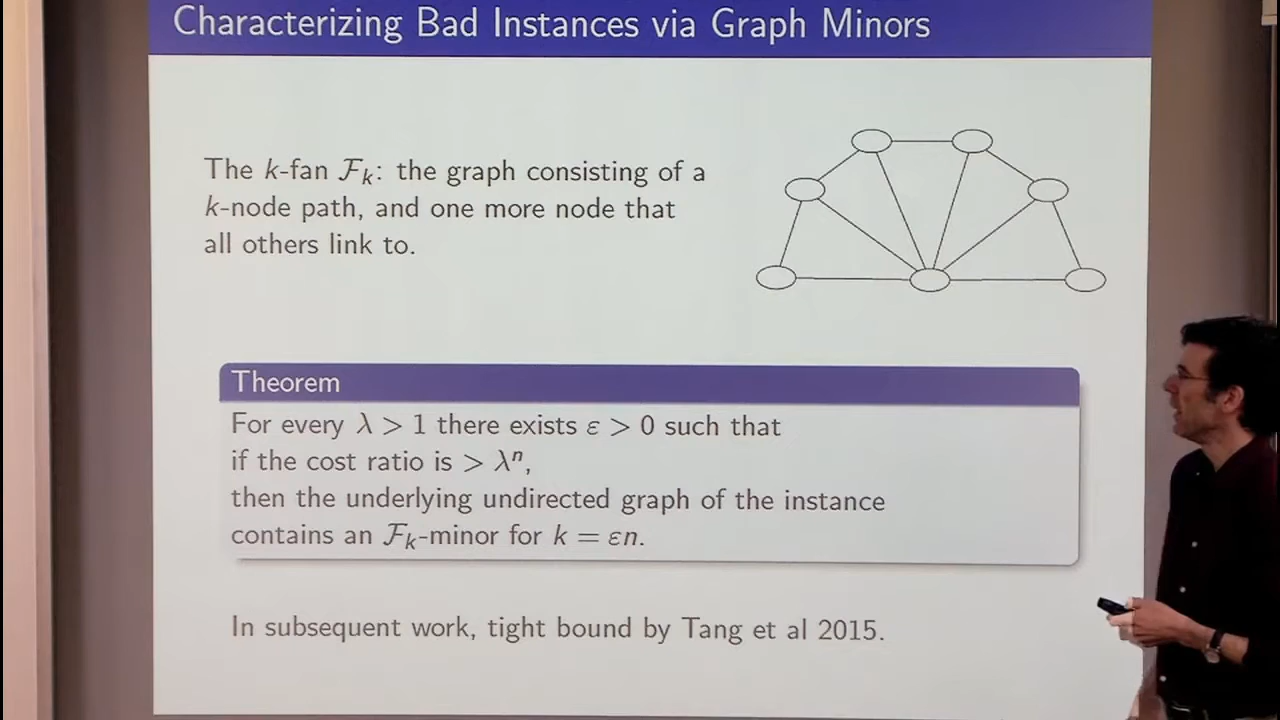 Characterizing Bad Instances via Graph Minors
The k-fan ℱₖ: the graph consisting of a
k-node path, and one more node that
all others link to.
Theorem
For every λ > 1 there exists ε > 0 such that
if the cost ratio is > λⁿ,
then the underlying undirected graph of the instance
contains an ℱₖ-minor for k = εn.
In subsequent work, tight bound by Tang et al 2015.